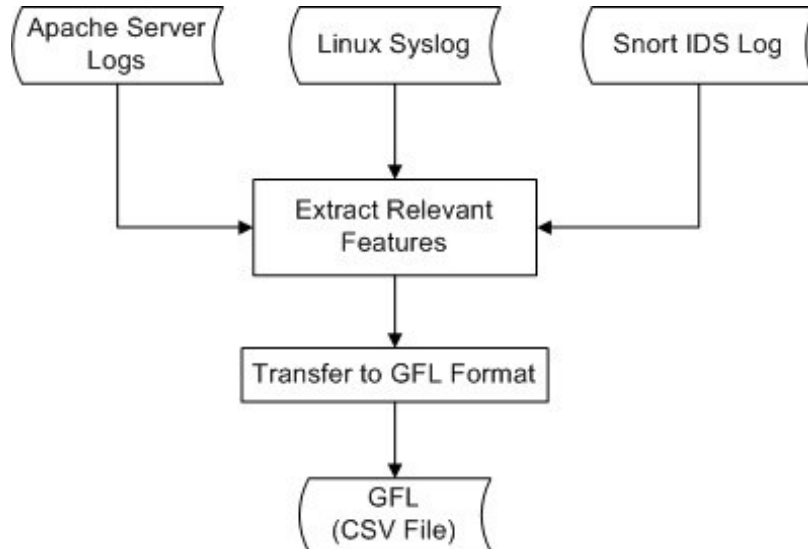 Apache Server
Logs
Linux Syslog
Snort IDS Log
Extract Relevant
Features
Transfer to GFL Format
GFL
(CSV File)